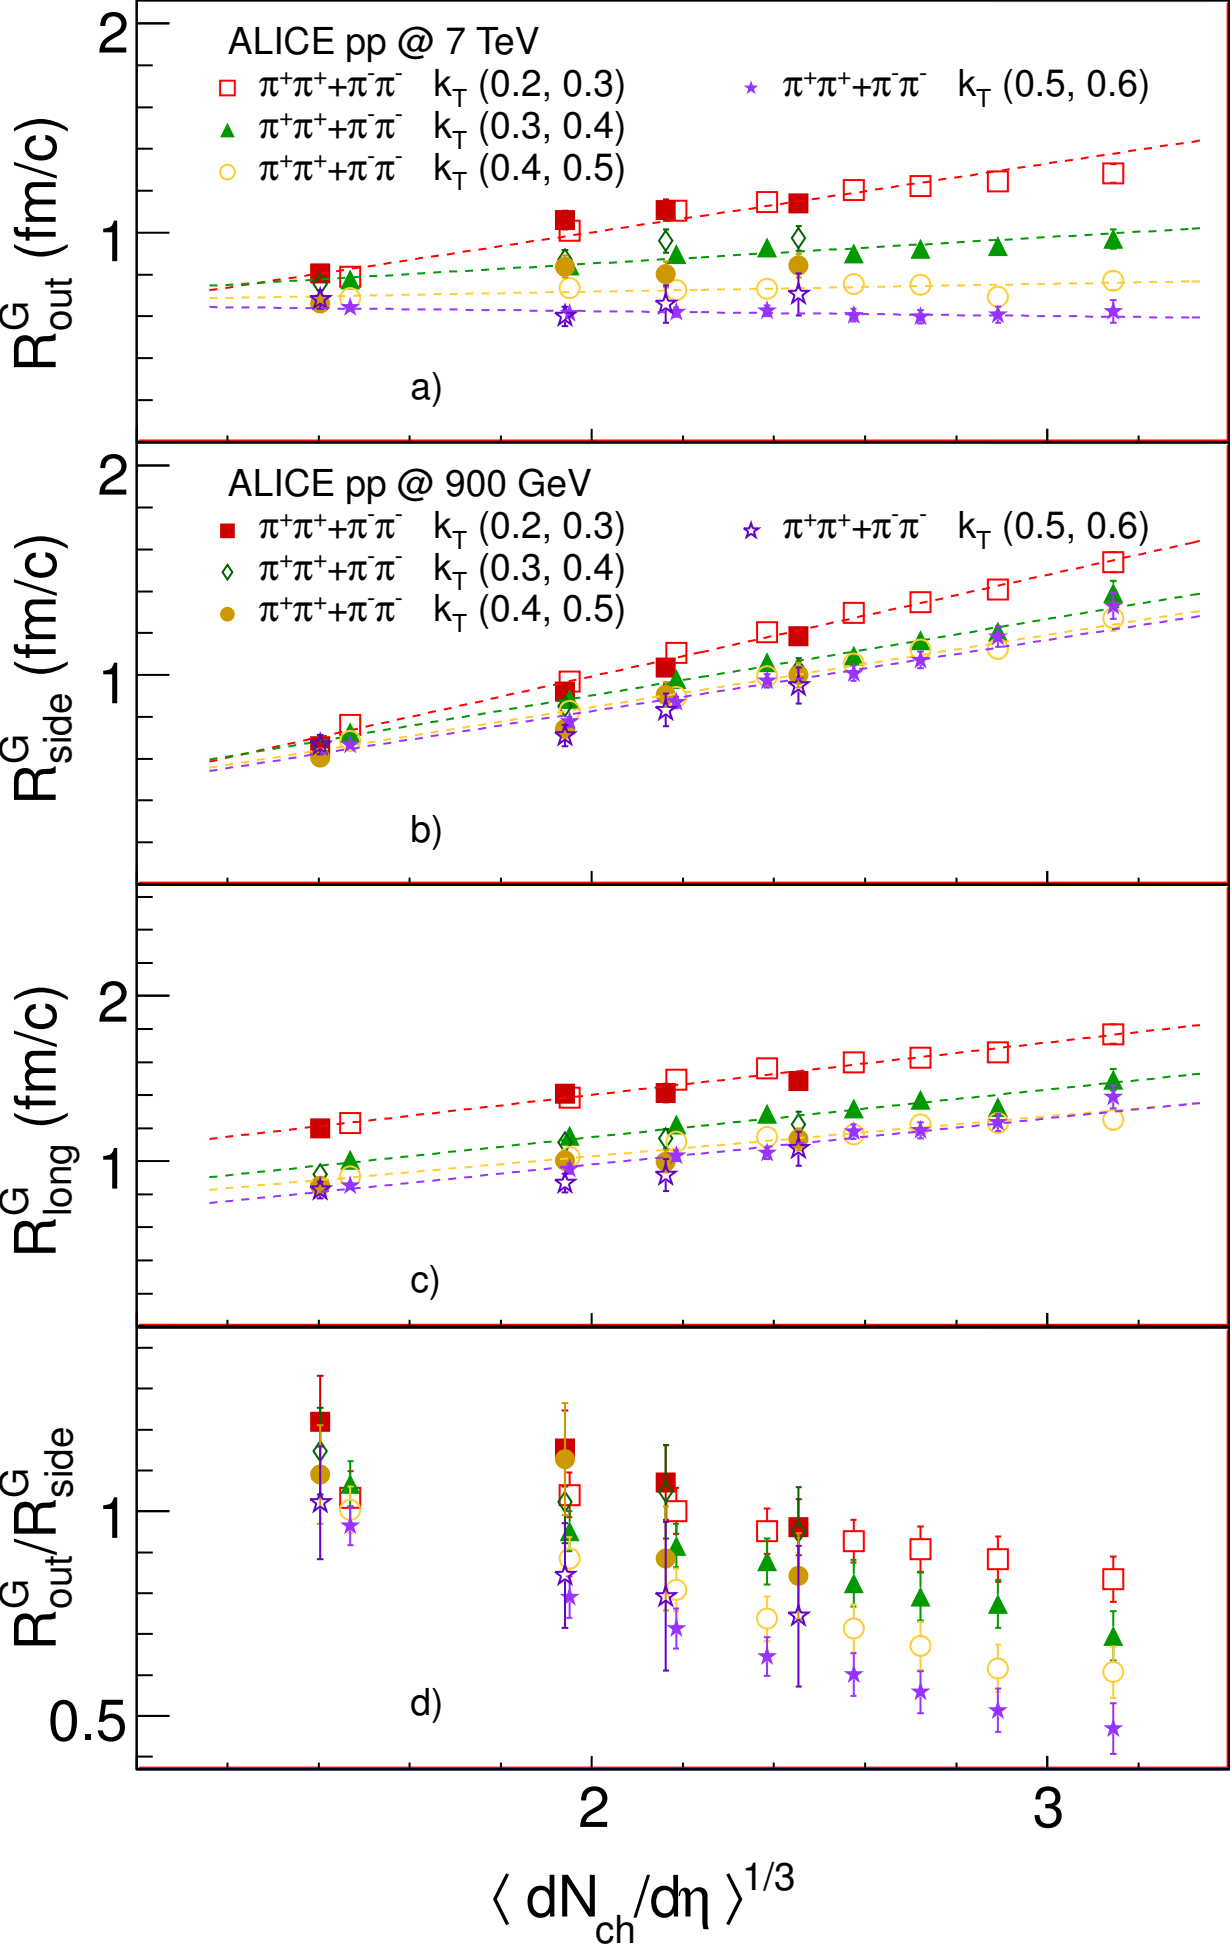 2
ALICE pp @ 7 TeV
π⁺π⁺+π⁻π⁻ k_T (0.2, 0.3)
π⁺π⁺+π⁻π⁻ k_T (0.5, 0.6)
π⁺π⁺+π⁻π⁻ k_T (0.3, 0.4)
π⁺π⁺+π⁻π⁻ k_T (0.4, 0.5)
1
R^G_out (fm/c)
a)
2
ALICE pp @ 900 GeV
π⁺π⁺+π⁻π⁻ k_T (0.2, 0.3)
π⁺π⁺+π⁻π⁻ k_T (0.5, 0.6)
π⁺π⁺+π⁻π⁻ k_T (0.3, 0.4)
π⁺π⁺+π⁻π⁻ k_T (0.4, 0.5)
1
R^G_side (fm/c)
b)
2
1
R^G_long (fm/c)
c)
1
R^G_out/R^G_side
0.5
d)
2 3
⟨ dN_ch/dη ⟩^1/3